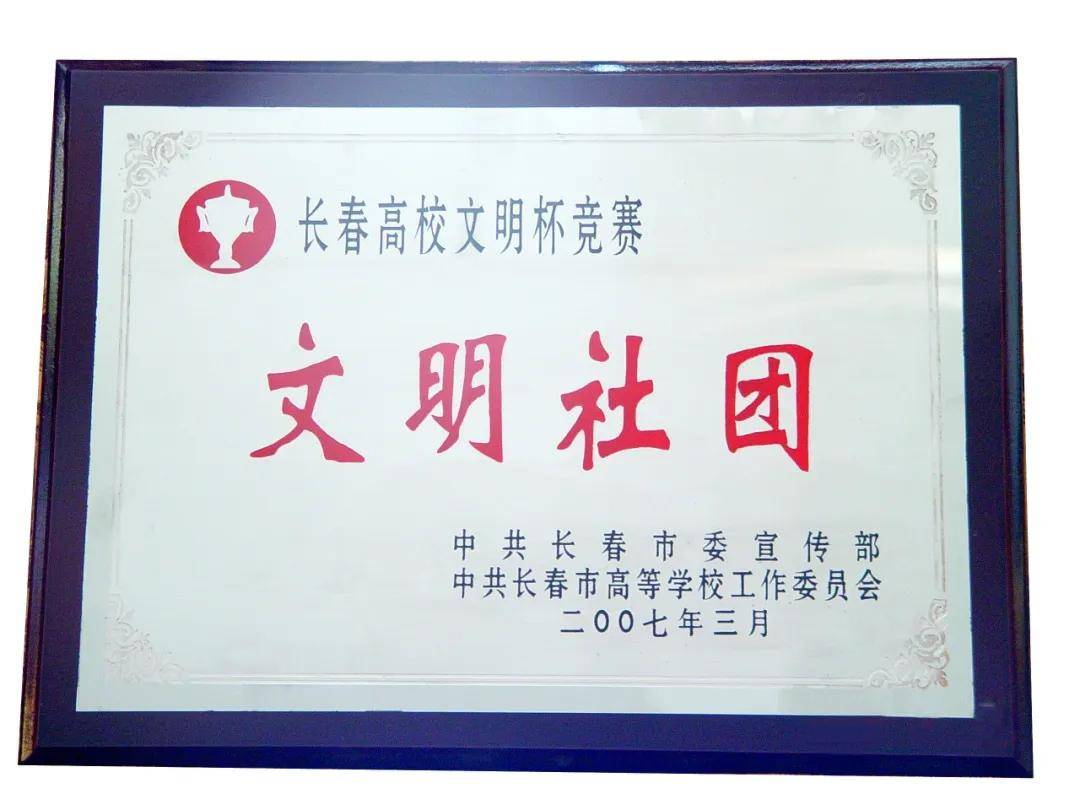 长春高校文明杯竞赛
文明社团
中共长春市委宣传部
中共长春市高等学校工作委员会
二〇〇七年三月